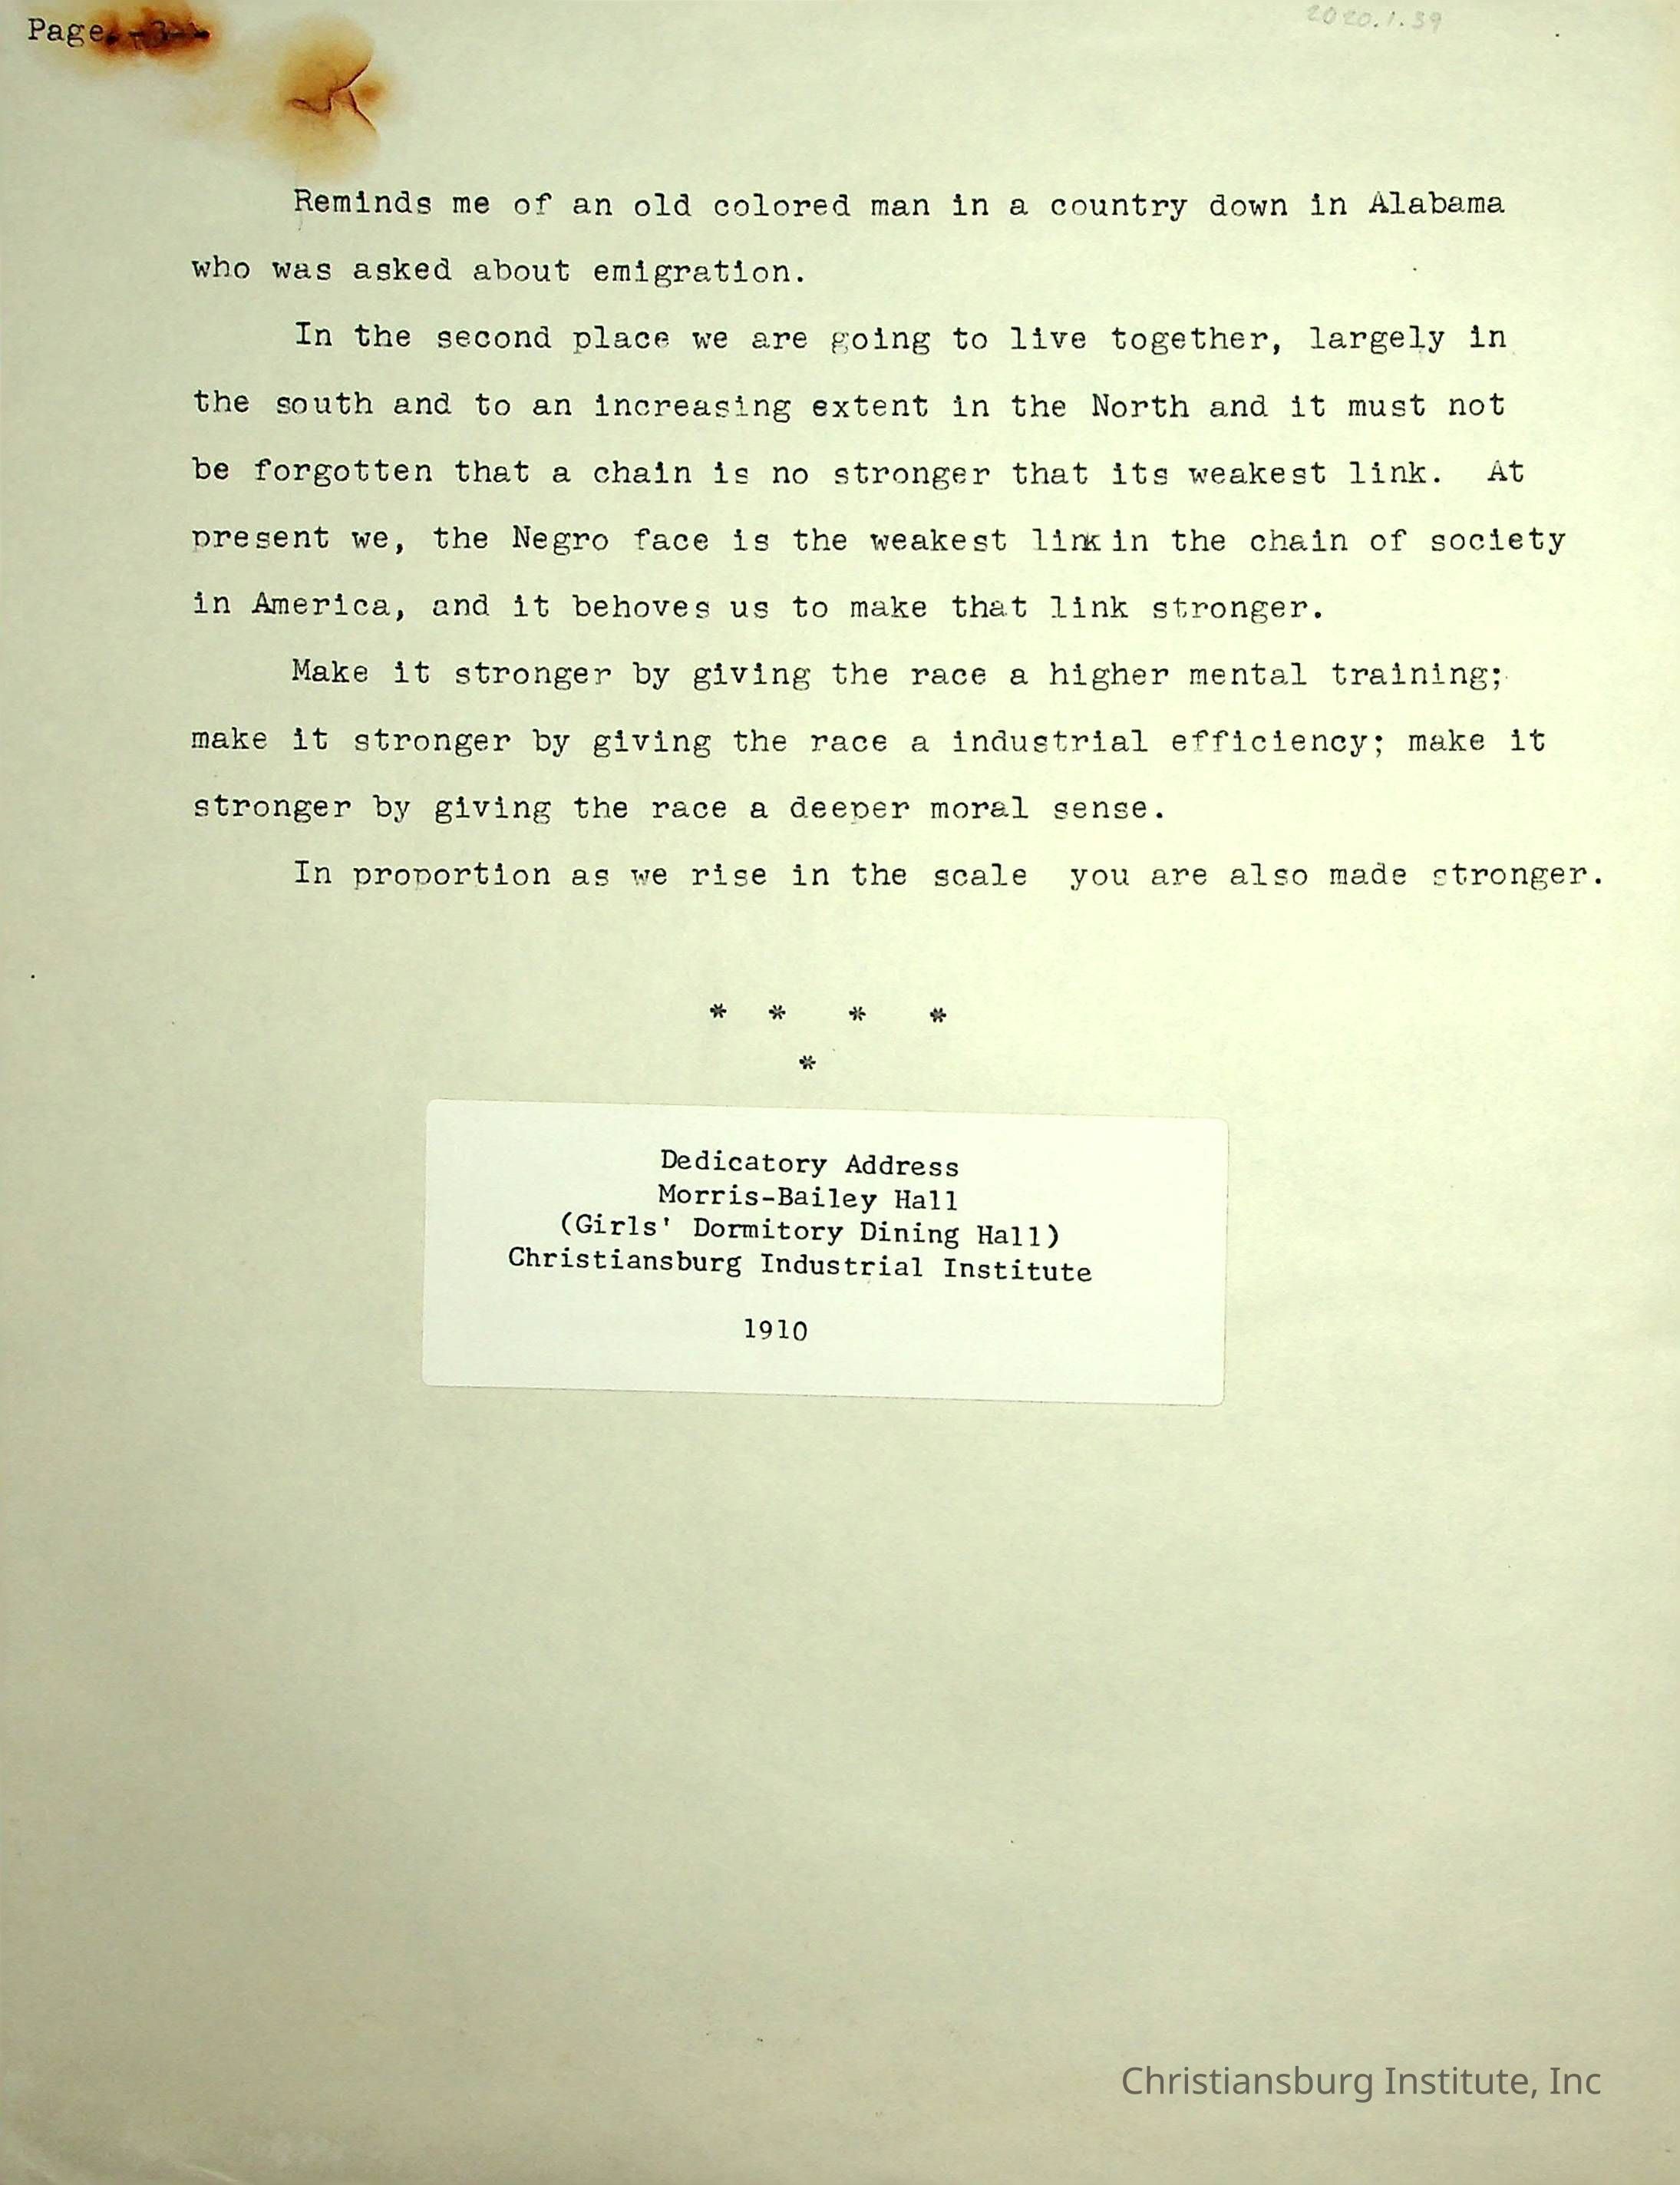 Page -3-
2020.1.39
Reminds me of an old colored man in a country down in Alabama
who was asked about emigration.
In the second place we are going to live together, largely in
the south and to an increasing extent in the North and it must not
be forgotten that a chain is no stronger that its weakest link. At
present we, the Negro face is the weakest link in the chain of society
in America, and it behoves us to make that link stronger.
Make it stronger by giving the race a higher mental training;
make it stronger by giving the race a industrial efficiency; make it
stronger by giving the race a deeper moral sense.
In proportion as we rise in the scale you are also made stronger.
* * * *
*
Dedicatory Address
Morris-Bailey Hall
(Girls' Dormitory Dining Hall)
Christiansburg Industrial Institute
1910
Christiansburg Institute, Inc